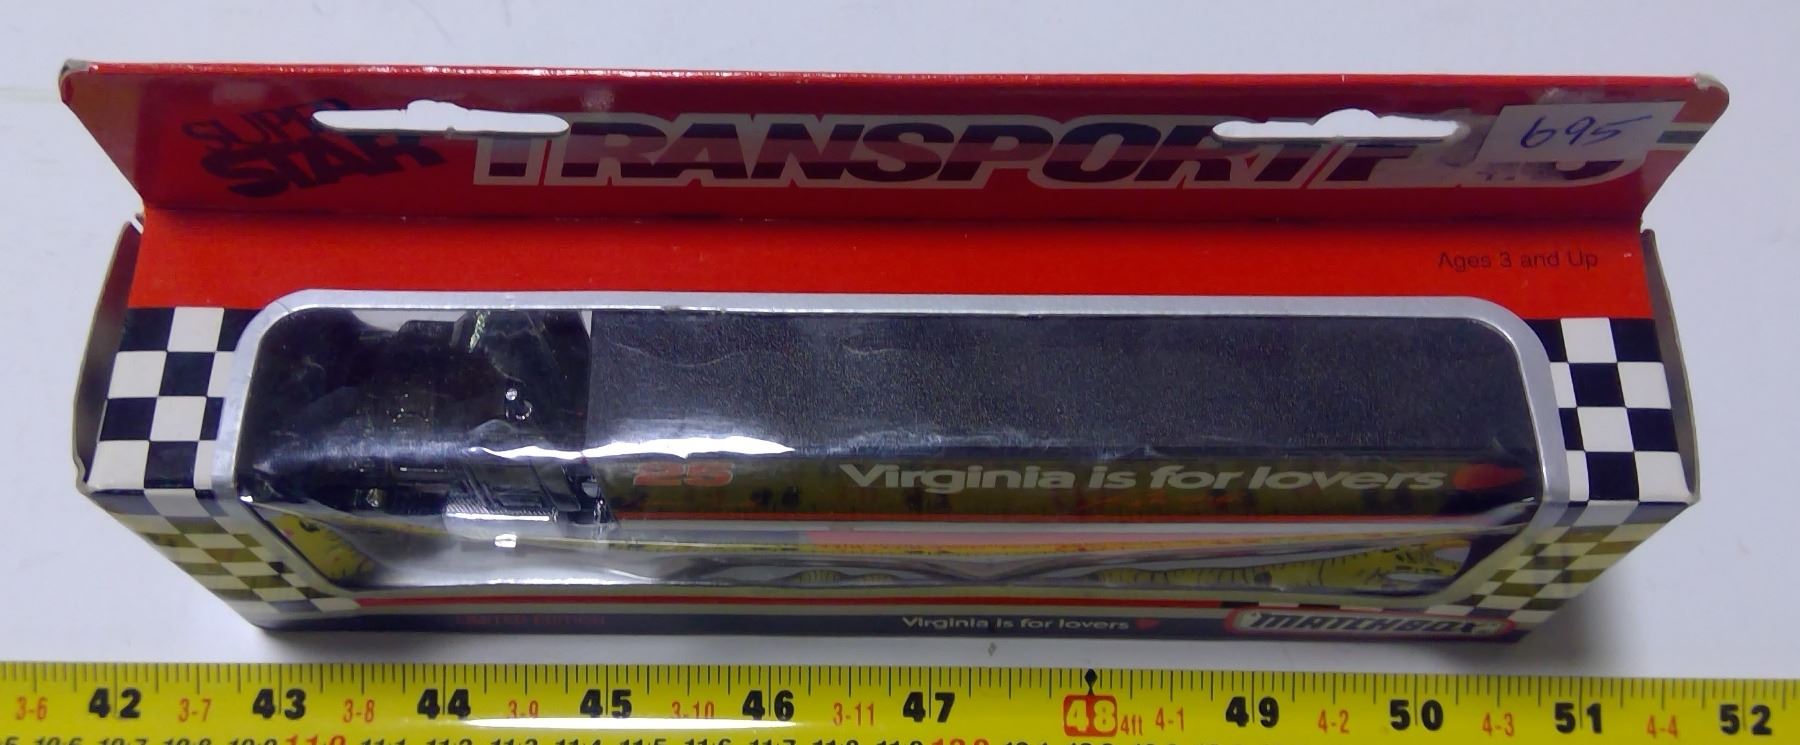 SUPER
STAR
TRANSPORTERS
695
Ages 3 and Up
25
Virginia is for lovers
LIMITED EDITION
Virginia is for lovers
MATCHBOX
42 43 44 45 46 47 48 49 50 51 52
3-6 3-7 3-8 3-9 3-10 3-11 4ft 4-1 4-2 4-3 4-4